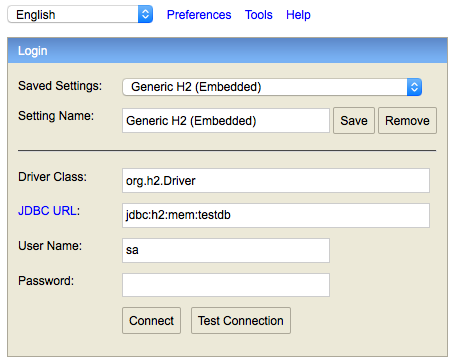 English Preferences Tools Help
Login
Saved Settings: Generic H2 (Embedded)
Setting Name: Generic H2 (Embedded) Save Remove
Driver Class: org.h2.Driver
JDBC URL: jdbc:h2:mem:testdb
User Name: sa
Password:
Connect Test Connection